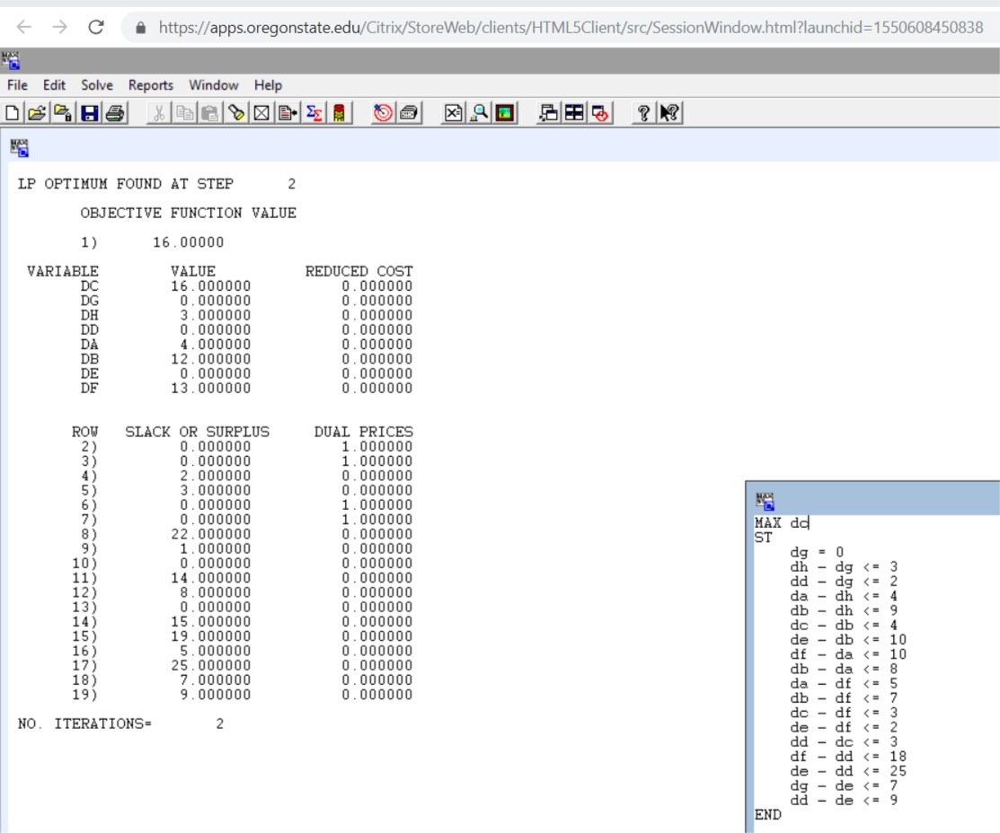 https://apps.oregonstate.edu/Citrix/StoreWeb/clients/HTML5Client/src/SessionWindow.html?launchid=1550608450838
File Edit Solve Reports Window Help
LP OPTIMUM FOUND AT STEP 2
OBJECTIVE FUNCTION VALUE
1) 16.00000
VARIABLE VALUE REDUCED COST
DC 16.000000 0.000000
DG 0.000000 0.000000
DH 3.000000 0.000000
DD 0.000000 0.000000
DA 4.000000 0.000000
DB 12.000000 0.000000
DE 0.000000 0.000000
DF 13.000000 0.000000
ROW SLACK OR SURPLUS DUAL PRICES
2) 0.000000 1.000000
3) 0.000000 1.000000
4) 2.000000 0.000000
5) 3.000000 0.000000
6) 0.000000 1.000000
7) 0.000000 1.000000
8) 22.000000 0.000000
9) 1.000000 0.000000
10) 0.000000 0.000000
11) 14.000000 0.000000
12) 8.000000 0.000000
13) 0.000000 0.000000
14) 15.000000 0.000000
15) 19.000000 0.000000
16) 5.000000 0.000000
17) 25.000000 0.000000
18) 7.000000 0.000000
19) 9.000000 0.000000
NO. ITERATIONS= 2
MAX dc
ST
dg = 0
dh - dg <= 3
dd - dg <= 2
da - dh <= 4
db - dh <= 9
dc - db <= 4
de - db <= 10
df - da <= 10
db - da <= 8
da - df <= 5
db - df <= 7
dc - df <= 3
de - df <= 2
dd - dc <= 3
df - dd <= 18
de - dd <= 25
dg - de <= 7
dd - de <= 9
END